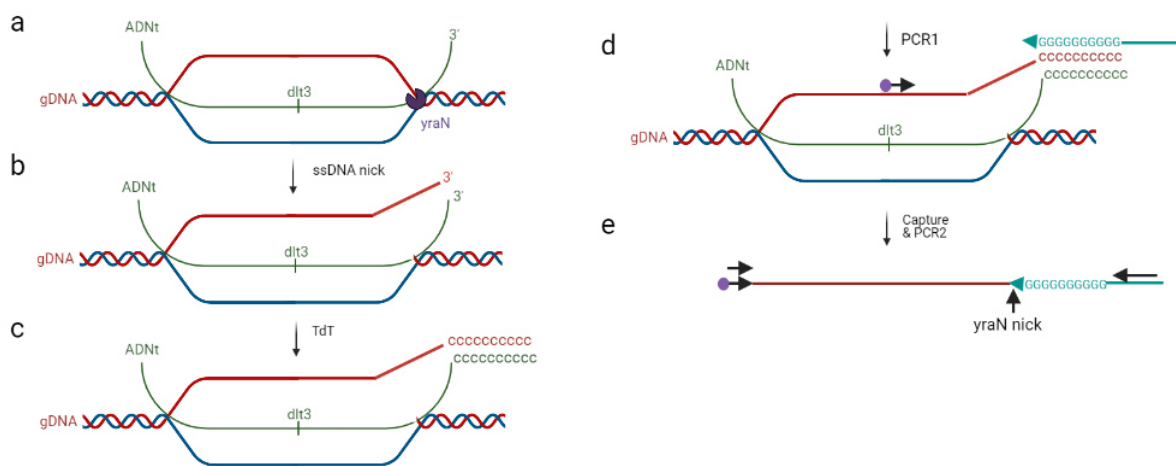 a
ADNt
3'
gDNA
dlt3
yraN
ssDNA nick
b
ADNt
3'
3'
gDNA
dlt3
TdT
c
ADNt
CCCCCCCCCC
CCCCCCCCCC
gDNA
dlt3
d
PCR1
GGGGGGGGGG
CCCCCCCCCC
CCCCCCCCCC
ADNt
gDNA
dlt3
Capture
& PCR2
e
GGGGGGGGGG
yraN nick